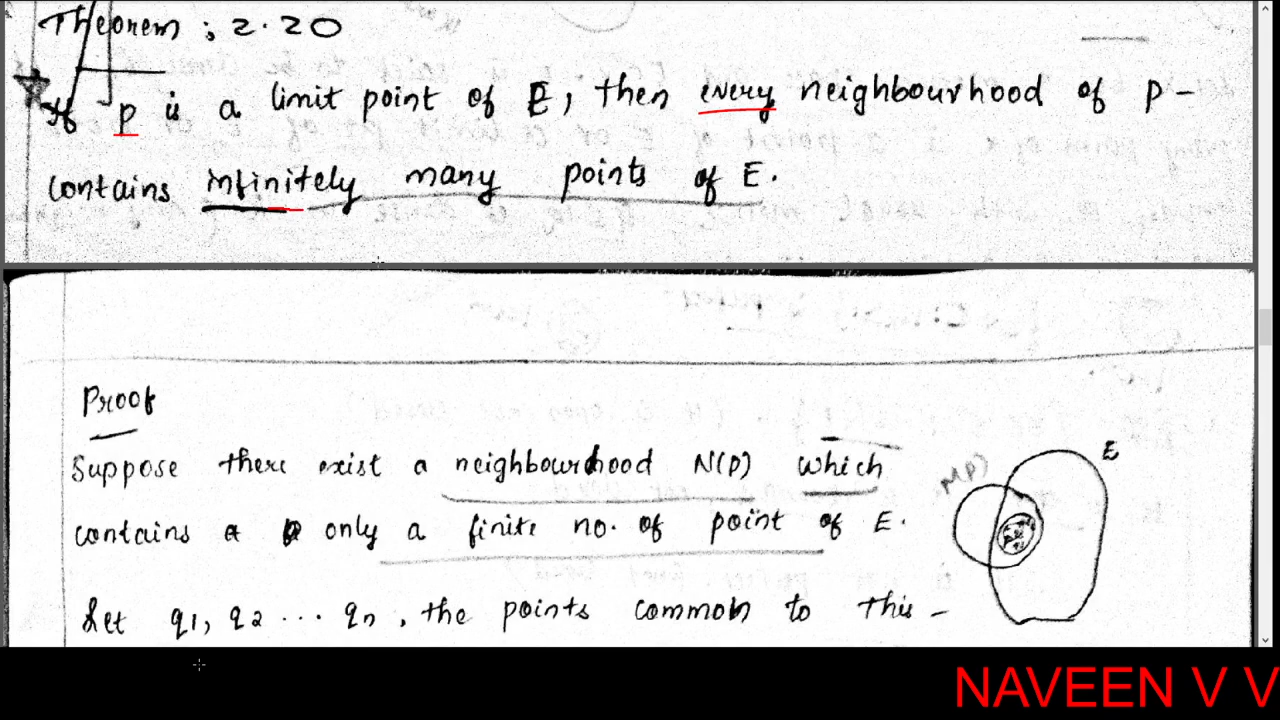 Theorem : 2.20
If p is a limit point of E, then every neighbourhood of p -
contains infinitely many points of E.
Proof
Suppose there exist a neighbourhood N(p) which
contains only a finite no. of point of E.
Let q1, q2 ... qn, the points common to this -
E
N(p)
NAVEEN V V